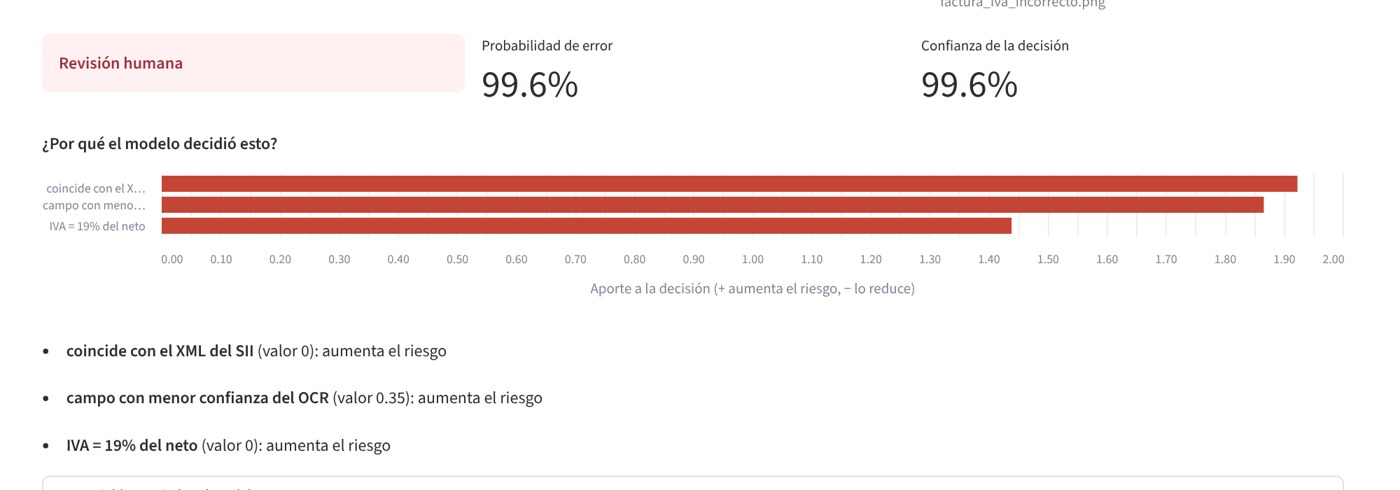 factura_iva_incorrecto.png
Revisión humana
Probabilidad de error
99.6%
Confianza de la decisión
99.6%
¿Por qué el modelo decidió esto?
coincide con el X…
campo con meno…
IVA = 19% del neto
0.00 0.10 0.20 0.30 0.40 0.50 0.60 0.70 0.80 0.90 1.00 1.10 1.20 1.30 1.40 1.50 1.60 1.70 1.80 1.90 2.00
Aporte a la decisión (+ aumenta el riesgo, − lo reduce)
• coincide con el XML del SII (valor 0): aumenta el riesgo
• campo con menor confianza del OCR (valor 0.35): aumenta el riesgo
• IVA = 19% del neto (valor 0): aumenta el riesgo